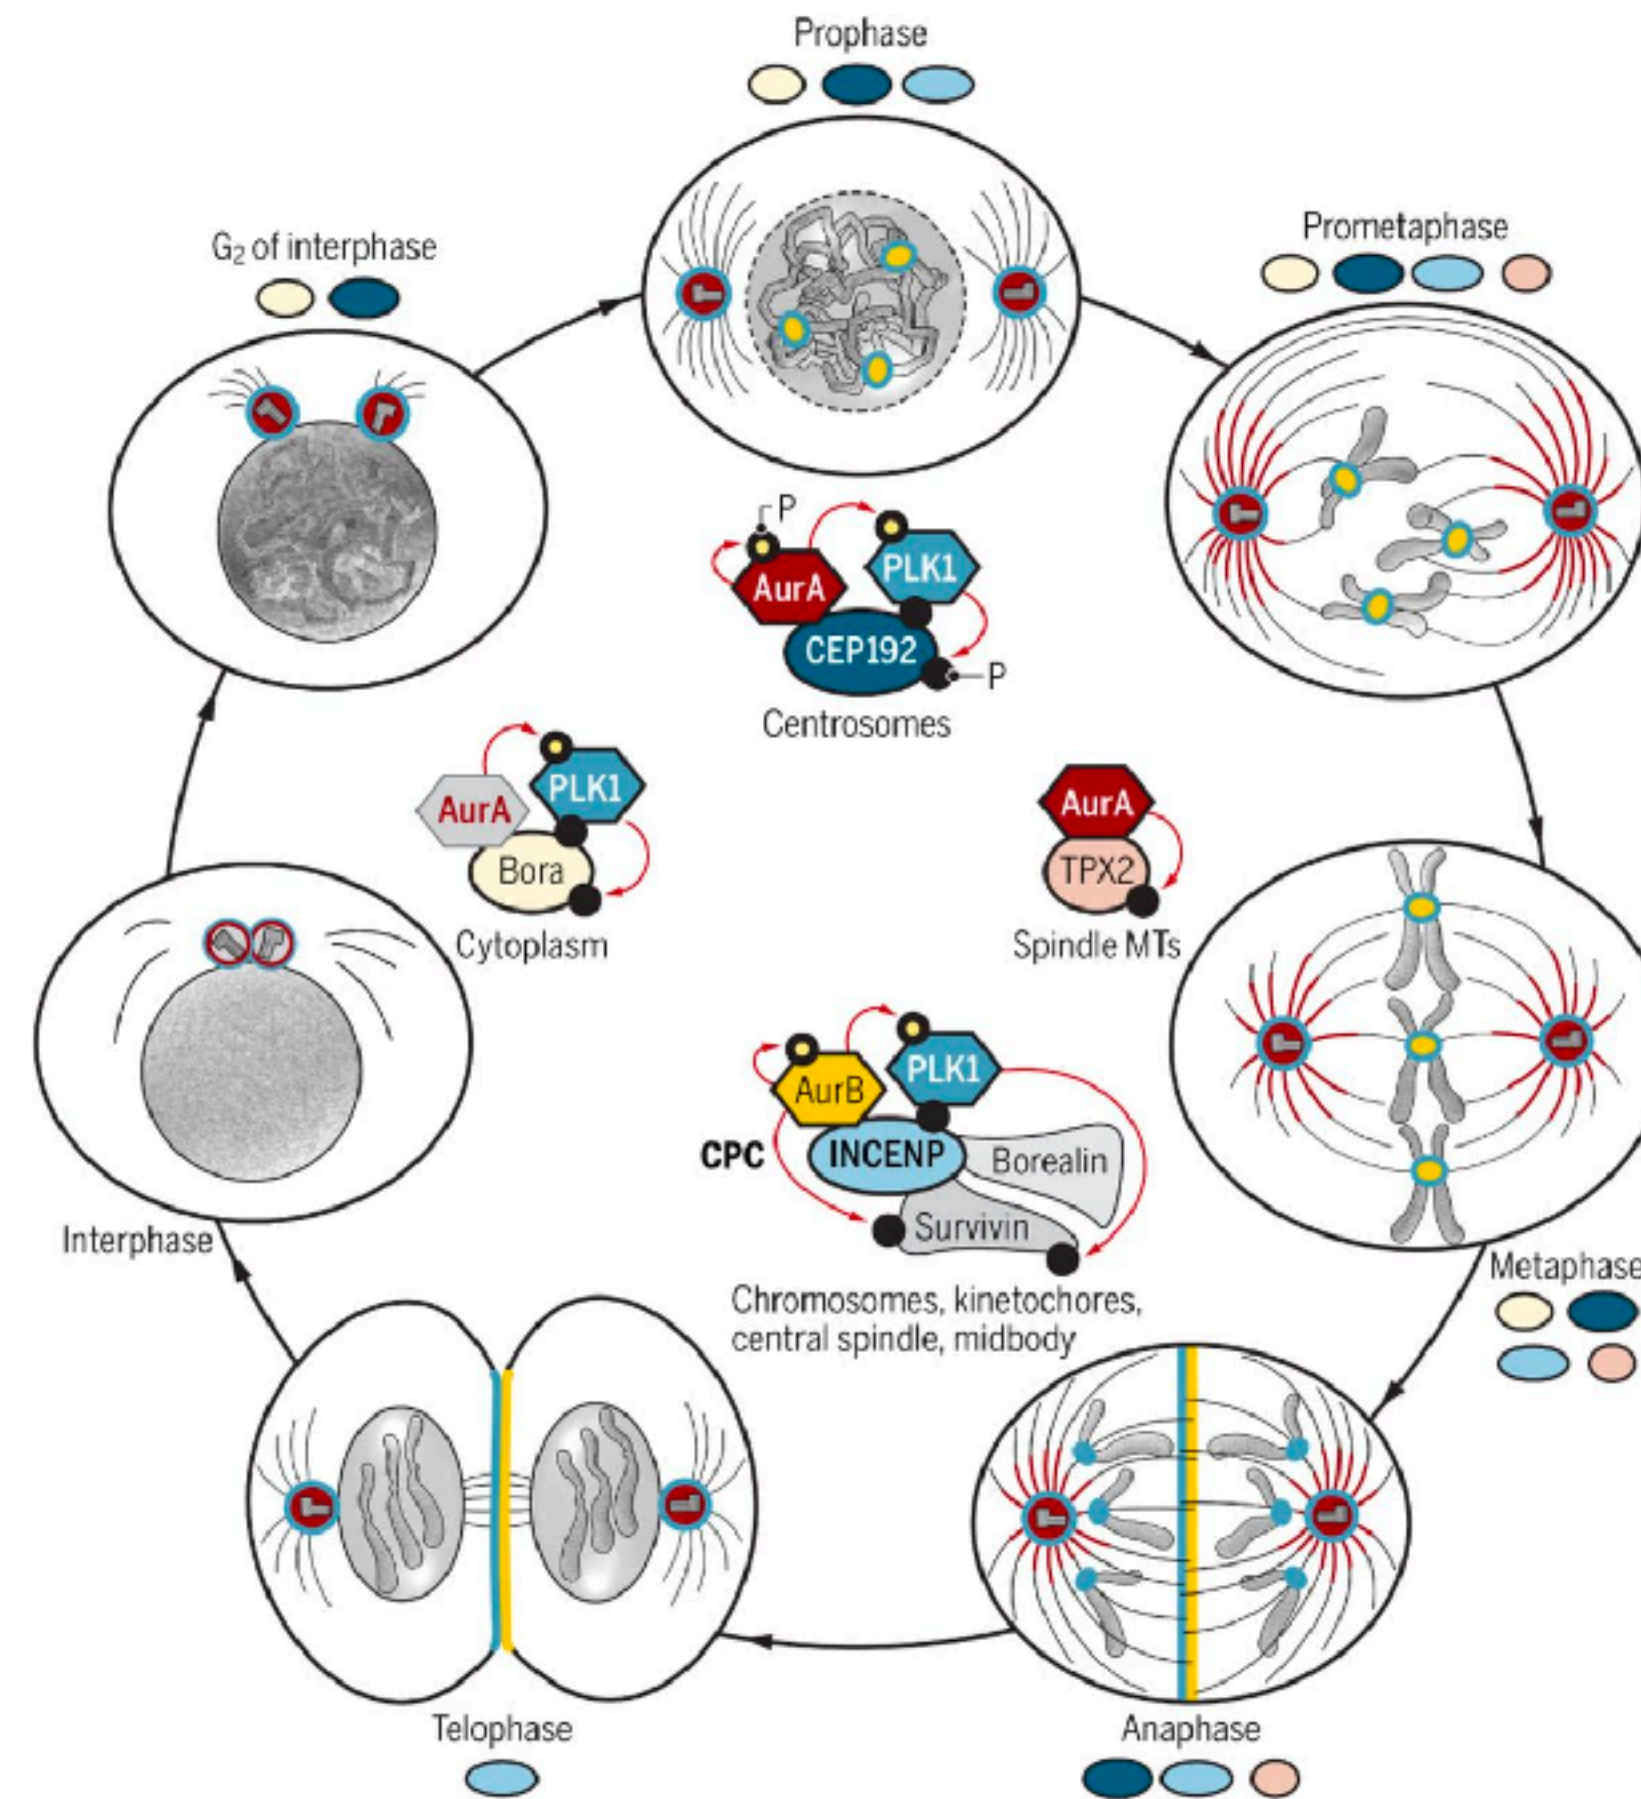 Prophase
Prometaphase
G₂ of interphase
P
AurA
PLK1
CEP192
P
Centrosomes
AurA
PLK1
Bora
Cytoplasm
AurA
TPX2
Spindle MTs
AurB
PLK1
CPC
INCENP
Borealin
Survivin
Chromosomes, kinetochores,
central spindle, midbody
Interphase
Metaphase
Telophase
Anaphase